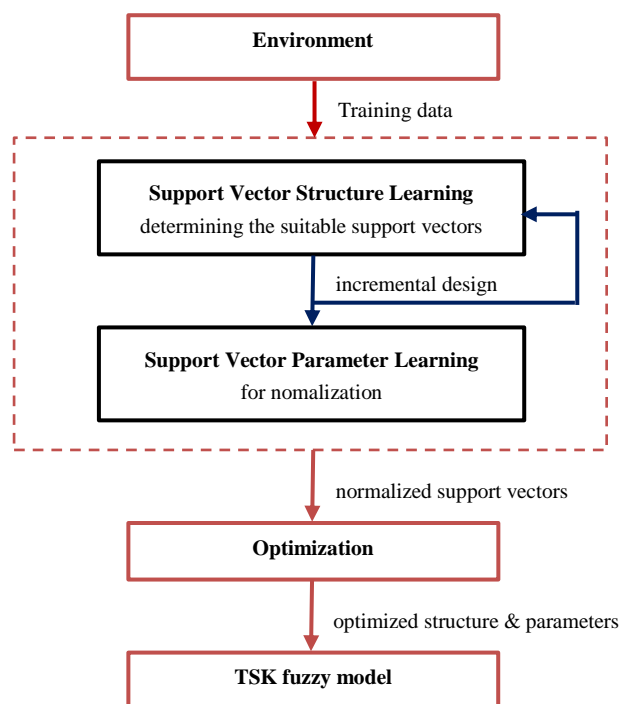 Environment
Training data
Support Vector Structure Learning
determining the suitable support vectors
incremental design
Support Vector Parameter Learning
for nomalization
normalized support vectors
Optimization
optimized structure & parameters
TSK fuzzy model